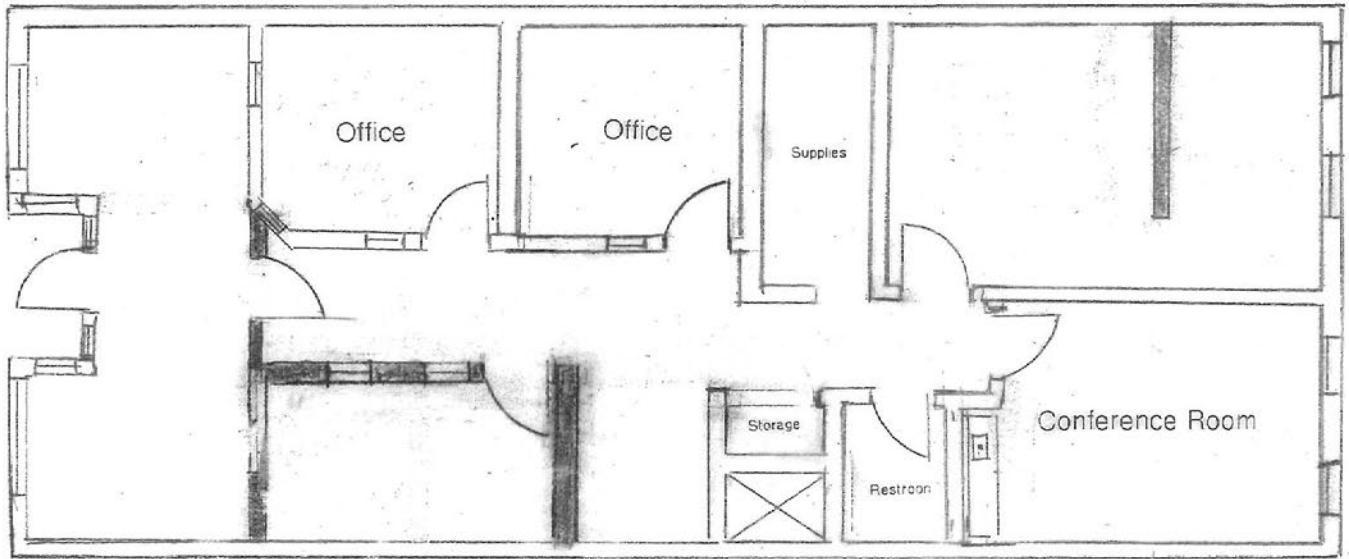 Office
Office
Supplies
Storage
Conference Room
Restroon